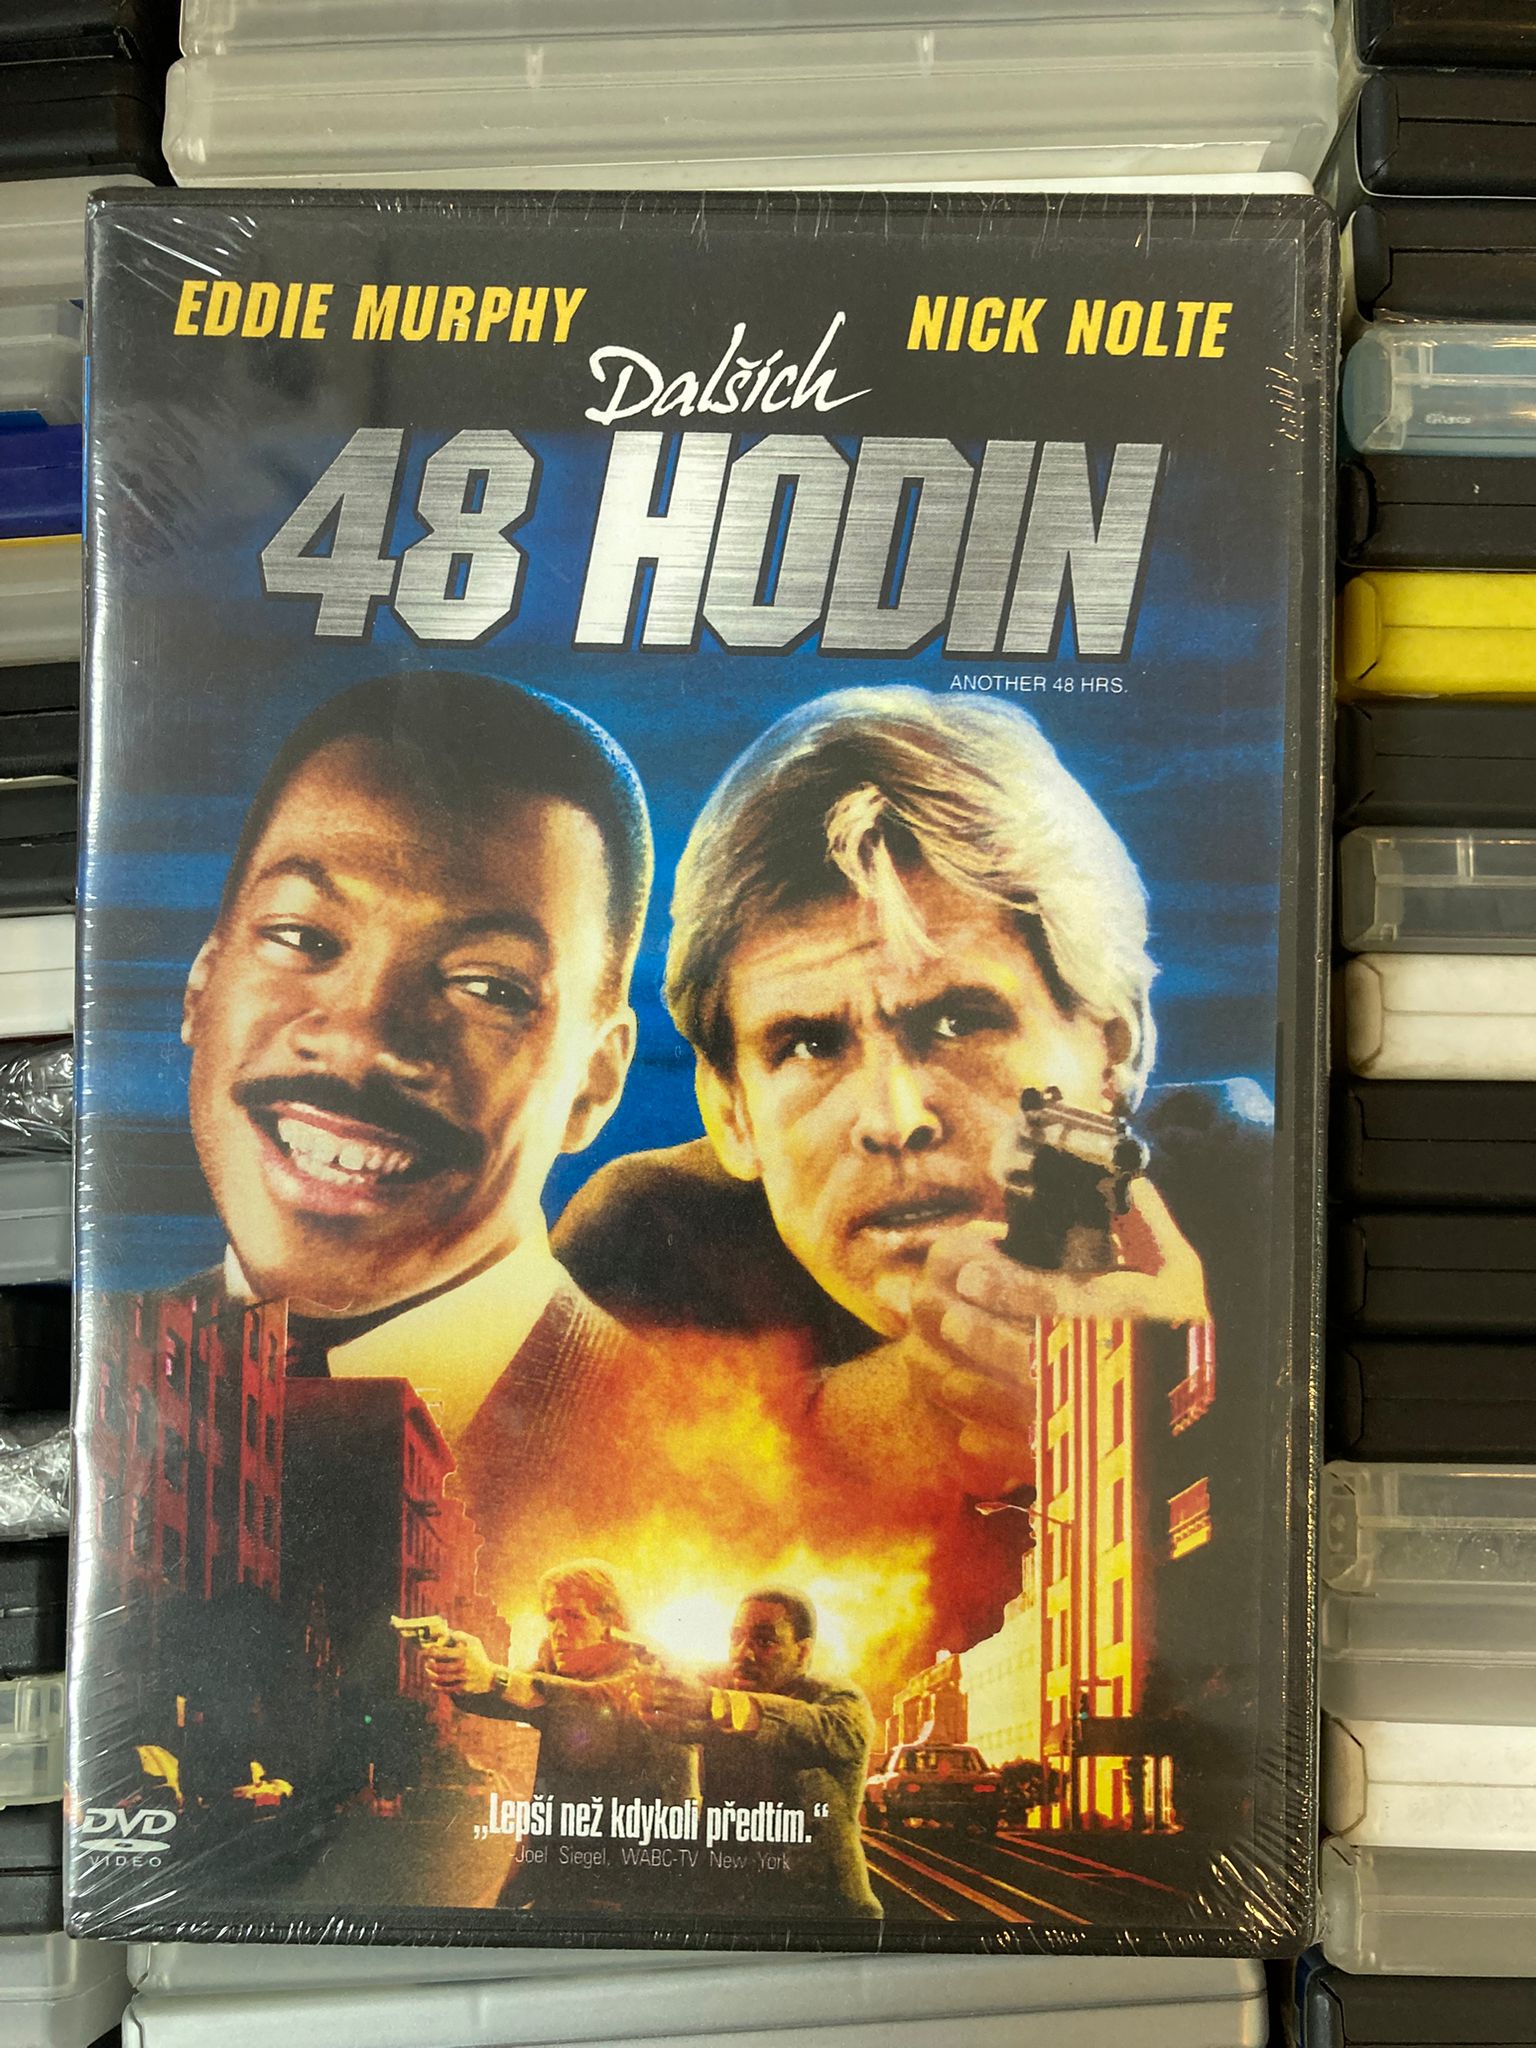 EDDIE MURPHY
NICK NOLTE
Dalších
48 HODIN
ANOTHER 48 HRS.
„Lepší než kdykoli předtím.“
-Joel Siegel, WABC-TV New York
DVD
VIDEO